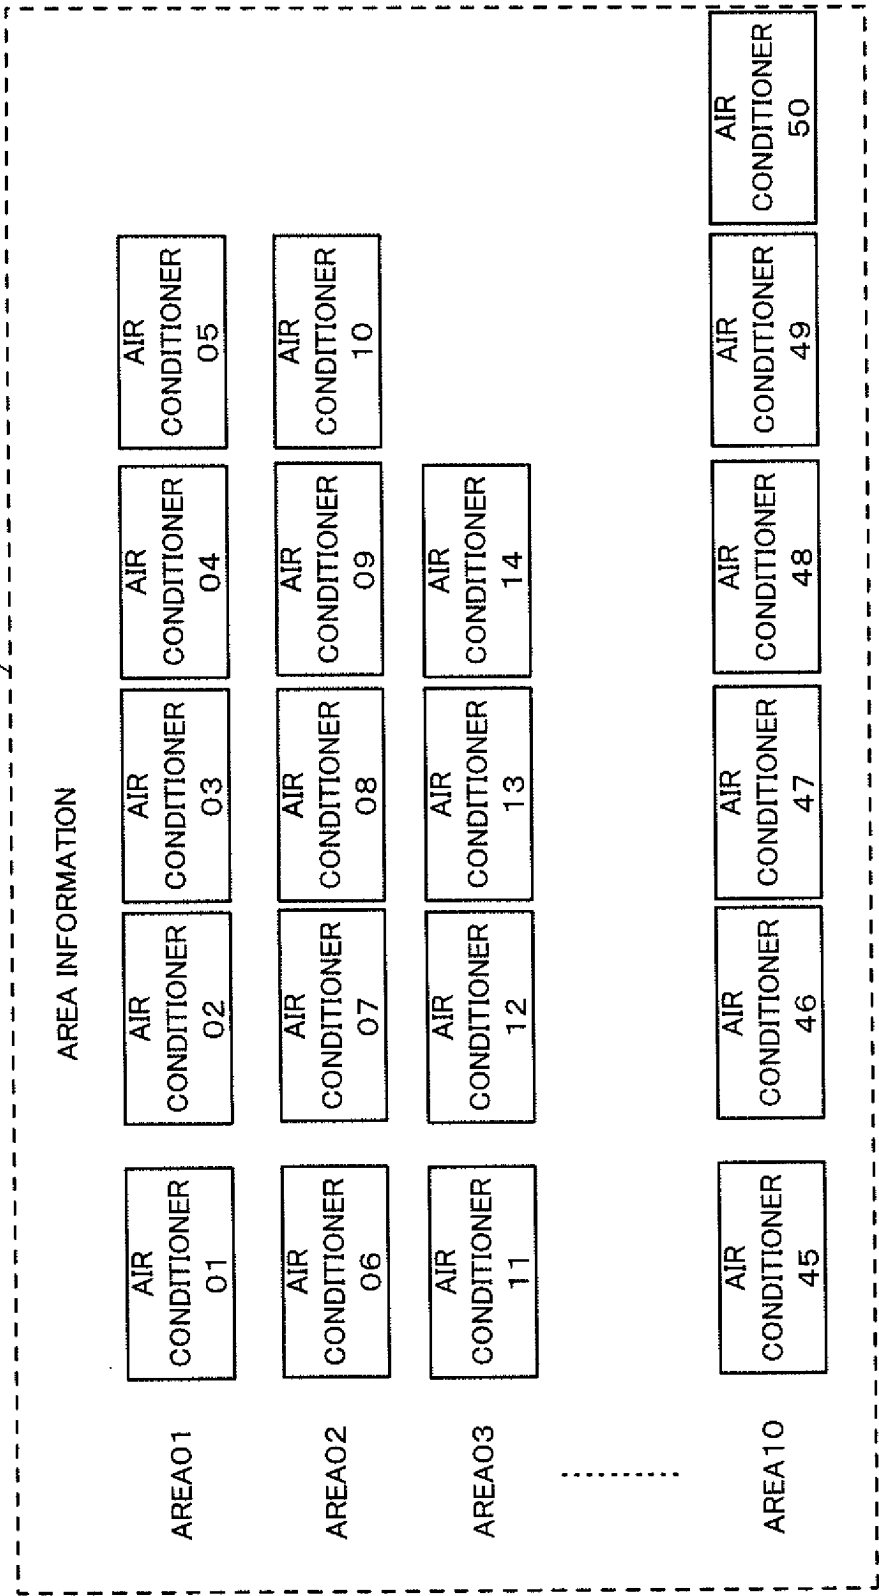 AREA INFORMATION
AREA01
AIR
CONDITIONER
01
AIR
CONDITIONER
02
AIR
CONDITIONER
03
AIR
CONDITIONER
04
AIR
CONDITIONER
05
AREA02
AIR
CONDITIONER
06
AIR
CONDITIONER
07
AIR
CONDITIONER
08
AIR
CONDITIONER
09
AIR
CONDITIONER
10
AREA03
AIR
CONDITIONER
11
AIR
CONDITIONER
12
AIR
CONDITIONER
13
AIR
CONDITIONER
14
AREA10
AIR
CONDITIONER
45
AIR
CONDITIONER
46
AIR
CONDITIONER
47
AIR
CONDITIONER
48
AIR
CONDITIONER
49
AIR
CONDITIONER
50